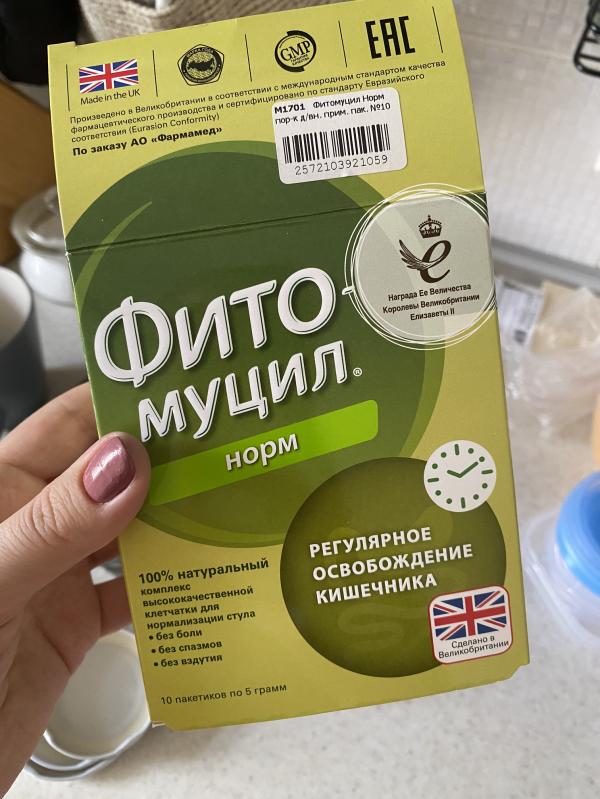 Made in the UK
МАРКА ГОДА
GMP
EAC
Произведено в Великобритании в соответствии с международным стандартом качества
фармацевтического производства и сертифицировано по стандарту Евразийского
соответствия (Eurasion Conformity)
По заказу АО «Фармамед»
М1701 Фитомуцил Норм
пор-к д/вн. прим. пак. №10
2572103921059
e
Награда Ее Величества
Королевы Великобритании
Елизаветы II
ФИТО-
МУЦИЛ®
норм
РЕГУЛЯРНОЕ
ОСВОБОЖДЕНИЕ
КИШЕЧНИКА
100% натуральный
комплекс
высококачественной
клетчатки для
нормализации стула
• без боли
• без спазмов
• без вздутия
Сделано в
Великобритании
10 пакетиков по 5 грамм